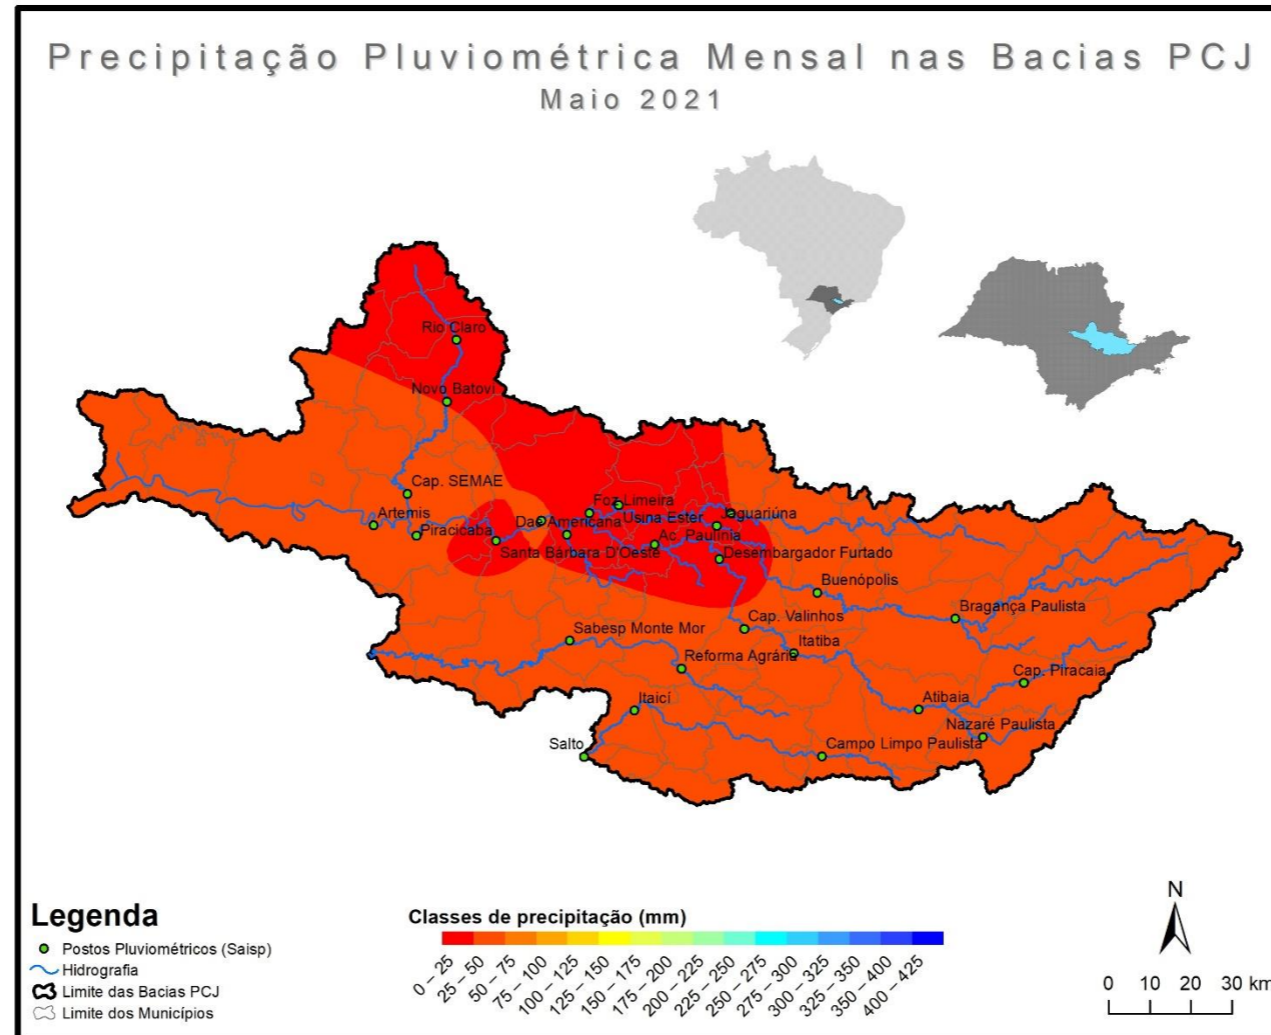 Precipitação Pluviométrica Mensal nas Bacias PCJ
Maio 2021
Rio Claro
Novo Batovi
Cap. SEMAE
Artemis
Piracicaba
Foz Limeira
Dae Americana
Usina Ester
Jaguariúna
Santa Bárbara D'Oeste
Ac. Paulínia
Desembargador Furtado
Buenópolis
Bragança Paulista
Cap. Valinhos
Sabesp Monte Mor
Itatiba
Reforma Agrária
Cap. Piracaia
Itaicí
Atibaia
Nazaré Paulista
Salto
Campo Limpo Paulista
Legenda
Postos Pluviométricos (Saisp)
Hidrografia
Limite das Bacias PCJ
Limite dos Municípios
Classes de precipitação (mm)
0 – 25
25 – 50
50 – 75
75 – 100
100 – 125
125 – 150
150 – 175
175 – 200
200 – 225
225 – 250
250 – 275
275 – 300
300 – 325
325 – 350
350 – 400
400 – 425
N
0 10 20 30 km